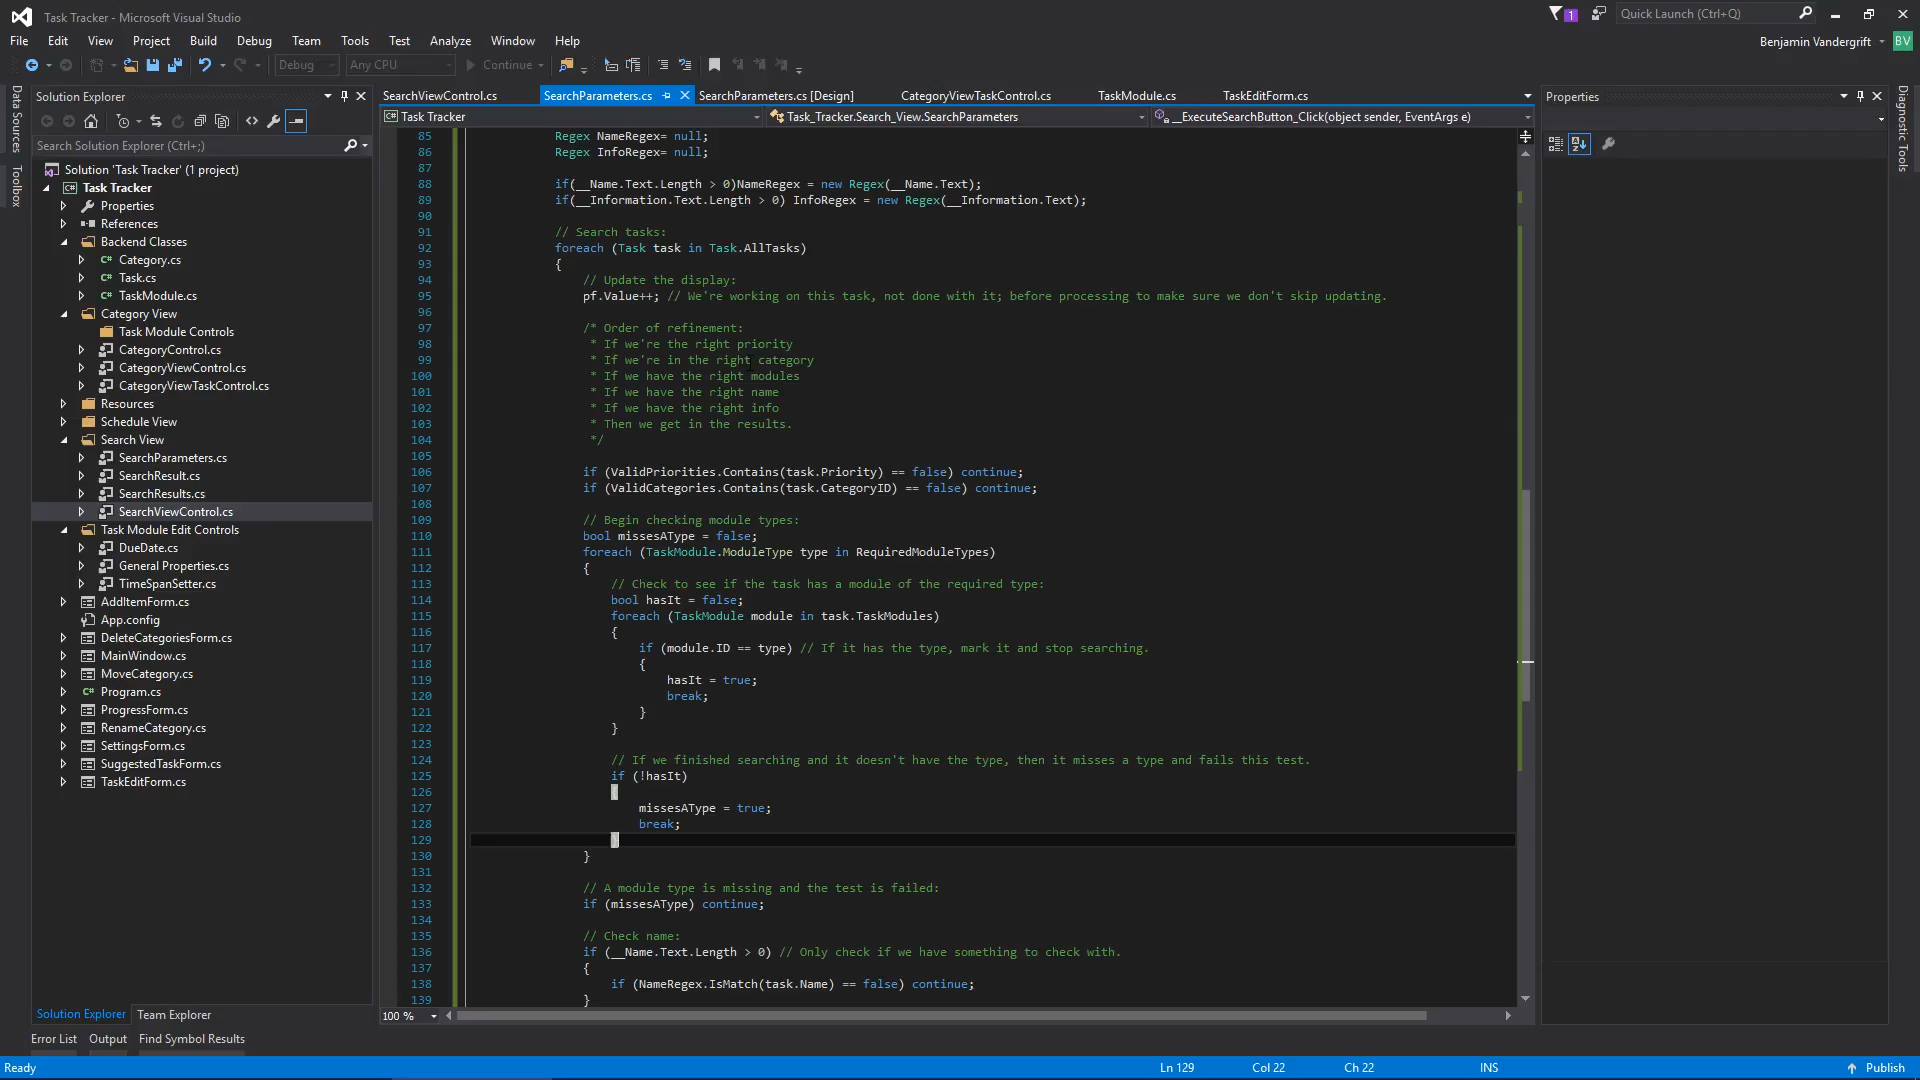 Task Tracker - Microsoft Visual Studio
1
Quick Launch (Ctrl+Q)
File Edit View Project Build Debug Team Tools Test Analyze Window Help
Benjamin Vandergrift
BV
Debug
Any CPU
Continue
Data Sources
Toolbox
Solution Explorer
Search Solution Explorer (Ctrl+;)
Solution 'Task Tracker' (1 project)
Task Tracker
Properties
References
Backend Classes
Category.cs
Task.cs
TaskModule.cs
Category View
Task Module Controls
CategoryControl.cs
CategoryViewControl.cs
CategoryViewTaskControl.cs
Resources
Schedule View
Search View
SearchParameters.cs
SearchResult.cs
SearchResults.cs
SearchViewControl.cs
Task Module Edit Controls
DueDate.cs
General Properties.cs
TimeSpanSetter.cs
AddItemForm.cs
App.config
DeleteCategoriesForm.cs
MainWindow.cs
MoveCategory.cs
Program.cs
ProgressForm.cs
RenameCategory.cs
SettingsForm.cs
SuggestedTaskForm.cs
TaskEditForm.cs
Solution Explorer Team Explorer
SearchViewControl.cs SearchParameters.cs SearchParameters.cs [Design] CategoryViewTaskControl.cs TaskModule.cs TaskEditForm.cs
Task Tracker Task_Tracker.Search_View.SearchParameters __ExecuteSearchButton_Click(object sender, EventArgs e)
85 Regex NameRegex= null;
86 Regex InfoRegex= null;
87
88 if(__Name.Text.Length > 0)NameRegex = new Regex(__Name.Text);
89 if(__Information.Text.Length > 0) InfoRegex = new Regex(__Information.Text);
90
91 // Search tasks:
92 foreach (Task task in Task.AllTasks)
93 {
94 // Update the display:
95 pf.Value++; // We're working on this task, not done with it; before processing to make sure we don't skip updating.
96
97 /* Order of refinement:
98 * If we're the right priority
99 * If we're in the right category
100 * If we have the right modules
101 * If we have the right name
102 * If we have the right info
103 * Then we get in the results.
104 */
105
106 if (ValidPriorities.Contains(task.Priority) == false) continue;
107 if (ValidCategories.Contains(task.CategoryID) == false) continue;
108
109 // Begin checking module types:
110 bool missesAType = false;
111 foreach (TaskModule.ModuleType type in RequiredModuleTypes)
112 {
113 // Check to see if the task has a module of the required type:
114 bool hasIt = false;
115 foreach (TaskModule module in task.TaskModules)
116 {
117 if (module.ID == type) // If it has the type, mark it and stop searching.
118 {
119 hasIt = true;
120 break;
121 }
122 }
123
124 // If we finished searching and it doesn't have the type, then it misses a type and fails this test.
125 if (!hasIt)
126 {
127 missesAType = true;
128 break;
129 }
130 }
131
132 // A module type is missing and the test is failed:
133 if (missesAType) continue;
134
135 // Check name:
136 if (__Name.Text.Length > 0) // Only check if we have something to check with.
137 {
138 if (NameRegex.IsMatch(task.Name) == false) continue;
139 }
100 %
Properties
Diagnostic Tools
Error List Output Find Symbol Results
Ready
Ln 129 Col 22 Ch 22 INS
Publish